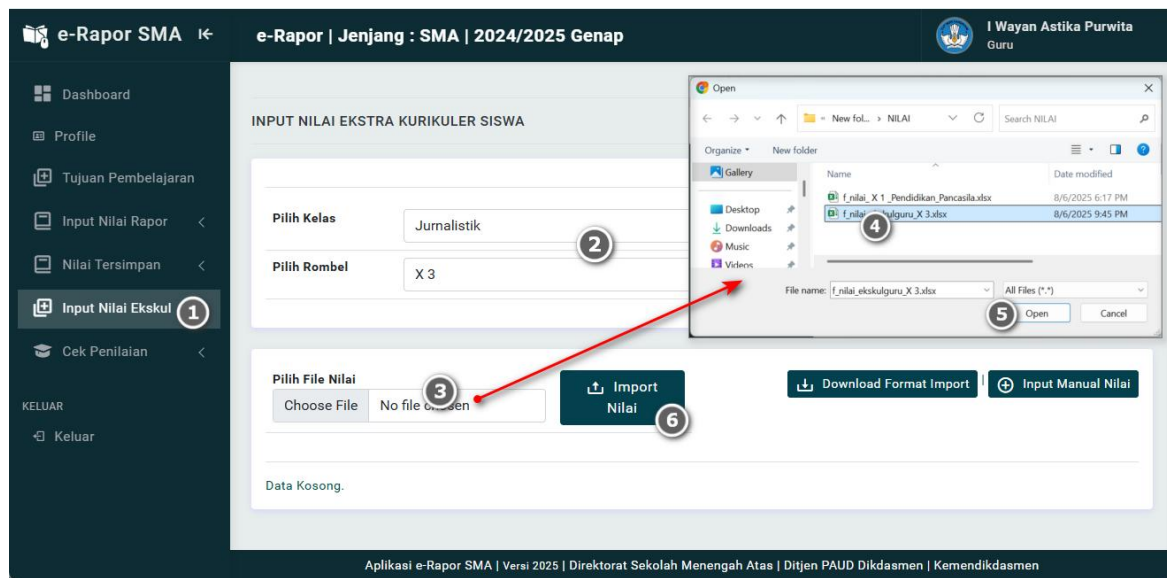 e-Rapor SMA
e-Rapor | Jenjang : SMA | 2024/2025 Genap
I Wayan Astika Purwita
Guru
Dashboard
Profile
Tujuan Pembelajaran
Input Nilai Rapor
Nilai Tersimpan
Input Nilai Ekskul
1
Cek Penilaian
KELUAR
Keluar
INPUT NILAI EKSTRA KURIKULER SISWA
Pilih Kelas
Jurnalistik
2
Pilih Rombel
X 3
Open
New fol... > NILAI
Search NILAI
Organize
New folder
Gallery
Desktop
Downloads
Music
Videos
Name
Date modified
f_nilai_ X 1 _Pendidikan_Pancasila.xlsx
8/6/2025 6:17 PM
X 3.xlsx
8/6/2025 9:45 PM
4
File name:
f_nilai_ekskulguru_X 3.xlsx
All Files (*.*)
5
Open
Cancel
Pilih File Nilai
Choose File
No file chosen
3
Import
Nilai
6
Download Format Import
|
Input Manual Nilai
Data Kosong.
Aplikasi e-Rapor SMA | Versi 2025 | Direktorat Sekolah Menengah Atas | Ditjen PAUD Dikdasmen | Kemendikdasmen